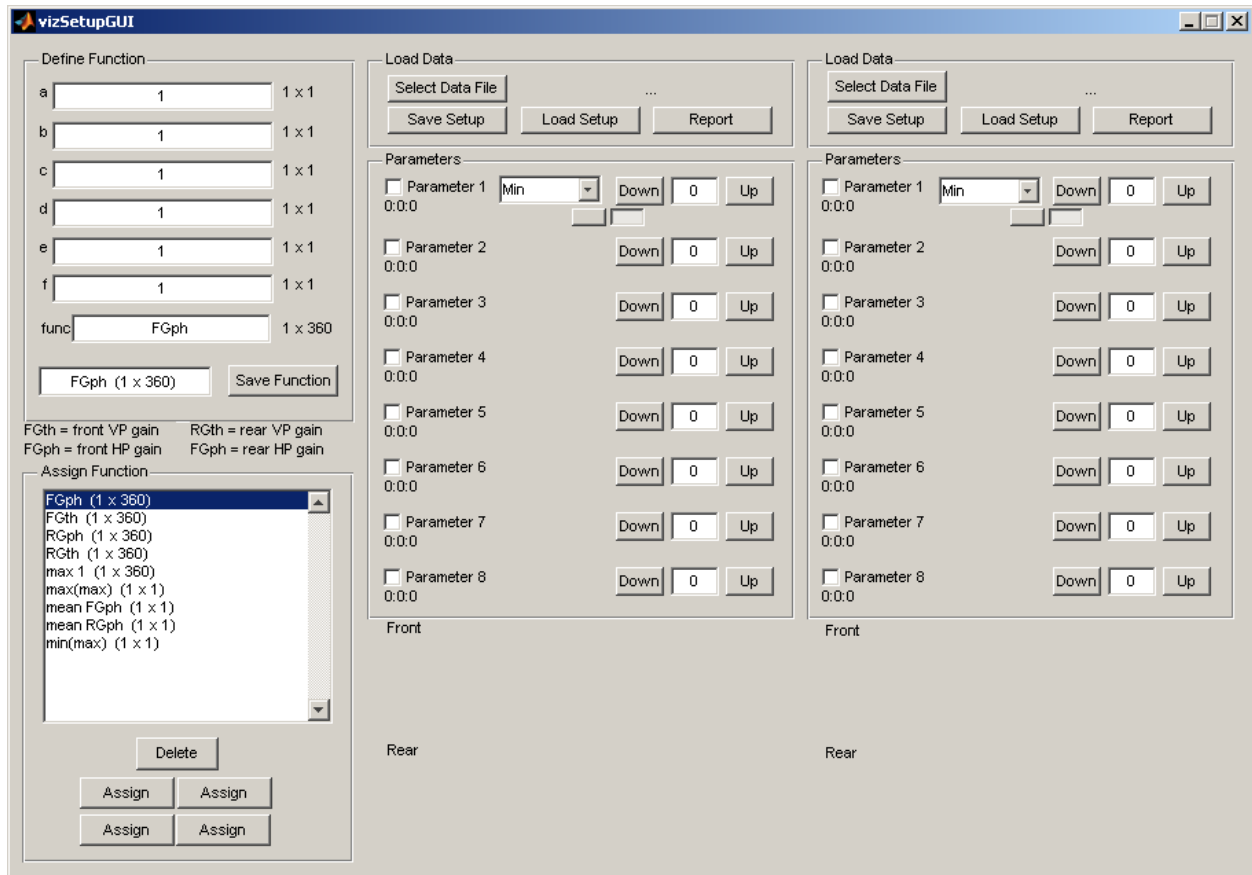 vizSetupGUI
Define Function
a 1 1 x 1
b 1 1 x 1
c 1 1 x 1
d 1 1 x 1
e 1 1 x 1
f 1 1 x 1
func FGph 1 x 360
FGph (1 x 360) Save Function
FGth = front VP gain RGth = rear VP gain
FGph = front HP gain FGph = rear HP gain
Assign Function
FGph (1 x 360)
FGth (1 x 360)
RGph (1 x 360)
RGth (1 x 360)
max 1 (1 x 360)
max(max) (1 x 1)
mean FGph (1 x 1)
mean RGph (1 x 1)
min(max) (1 x 1)
Delete
Assign Assign
Assign Assign
Load Data
Select Data File ...
Save Setup Load Setup Report
Parameters
Parameter 1 Min Down 0 Up
0:0:0
Parameter 2 Down 0 Up
0:0:0
Parameter 3 Down 0 Up
0:0:0
Parameter 4 Down 0 Up
0:0:0
Parameter 5 Down 0 Up
0:0:0
Parameter 6 Down 0 Up
0:0:0
Parameter 7 Down 0 Up
0:0:0
Parameter 8 Down 0 Up
0:0:0
Front
Rear
Load Data
Select Data File ...
Save Setup Load Setup Report
Parameters
Parameter 1 Min Down 0 Up
0:0:0
Parameter 2 Down 0 Up
0:0:0
Parameter 3 Down 0 Up
0:0:0
Parameter 4 Down 0 Up
0:0:0
Parameter 5 Down 0 Up
0:0:0
Parameter 6 Down 0 Up
0:0:0
Parameter 7 Down 0 Up
0:0:0
Parameter 8 Down 0 Up
0:0:0
Front
Rear